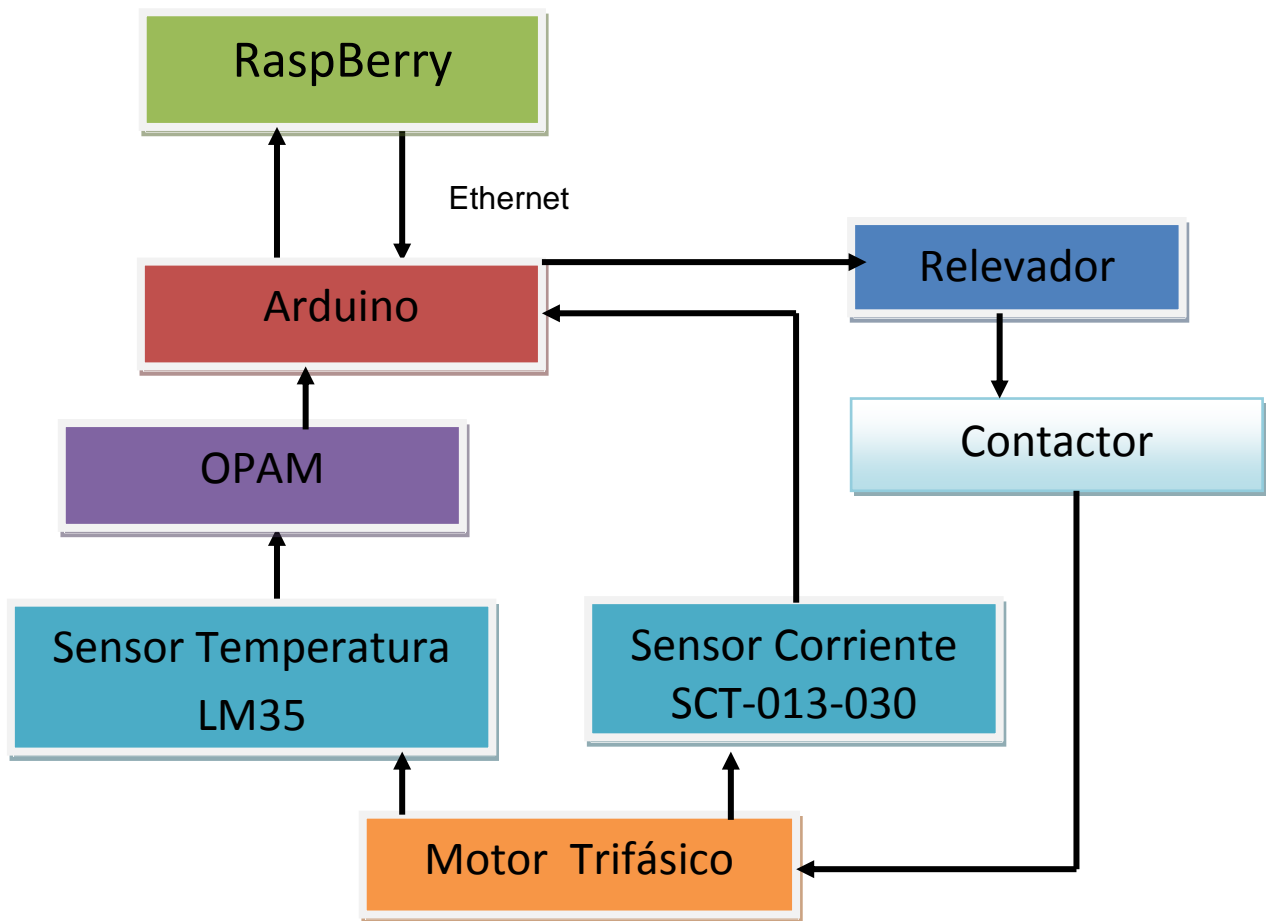 RaspBerry
Ethernet
Arduino
Relevador
OPAM
Contactor
Sensor Temperatura
LM35
Sensor Corriente
SCT-013-030
Motor Trifásico